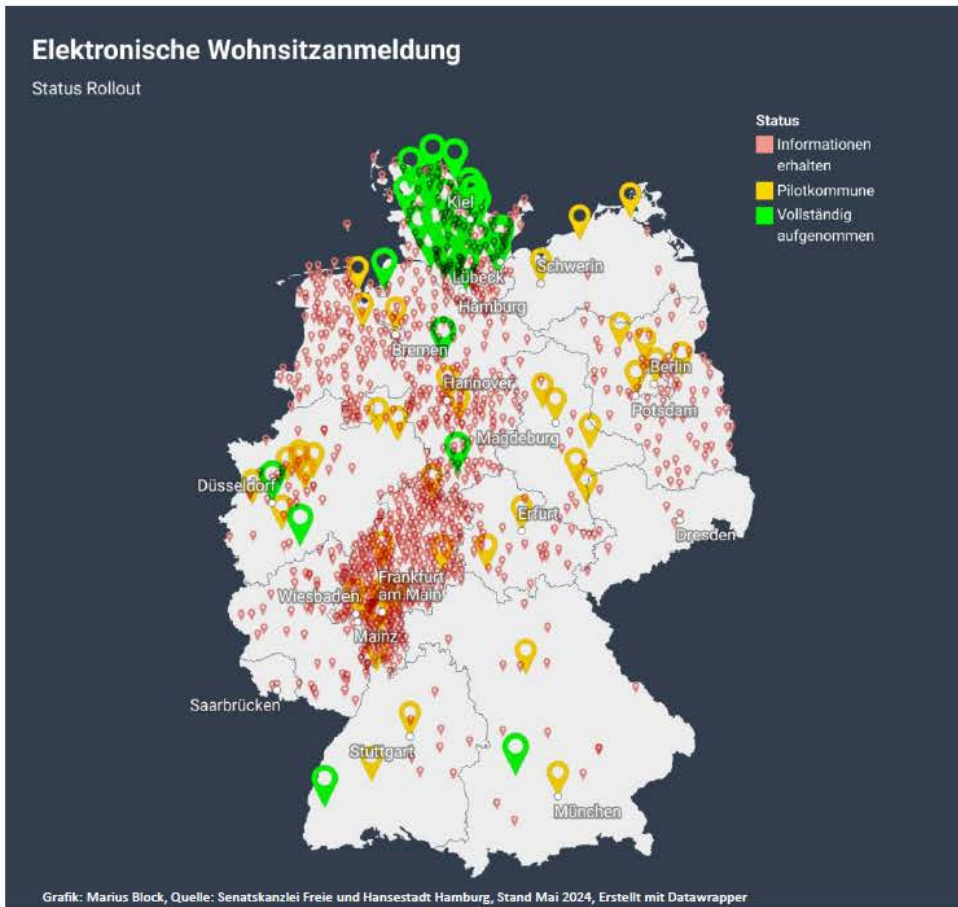 Elektronische Wohnsitzanmeldung
Status Rollout
Status
Informationen
erhalten
Pilotkommune
Vollständig
aufgenommen
Kiel
Lübeck
Schwerin
Hamburg
Bremen
Berlin
Hannover
Potsdam
Magdeburg
Düsseldorf
Erfurt
Dresden
Frankfurt
am Main
Wiesbaden
Mainz
Saarbrücken
Stuttgart
München
Grafik: Marius Block, Quelle: Senatskanzlei Freie und Hansestadt Hamburg, Stand Mai 2024, Erstellt mit Datawrapper